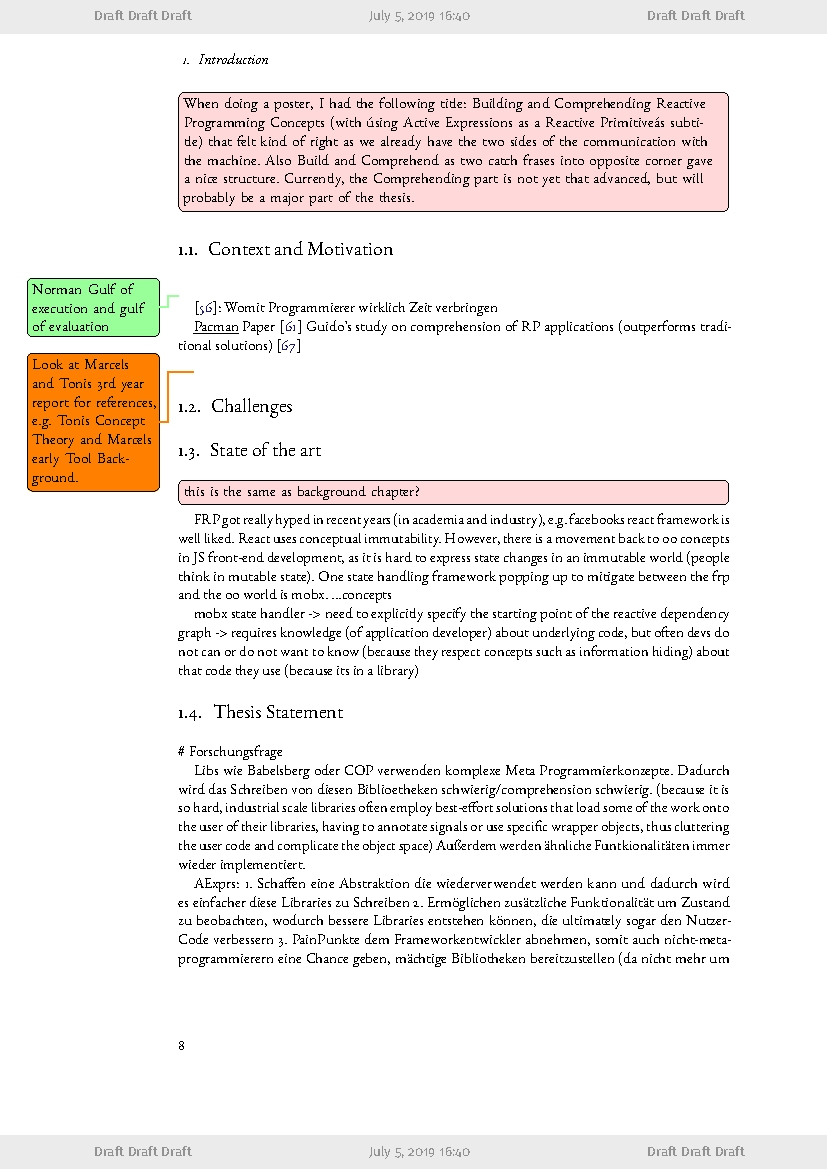 Draft Draft Draft July 5, 2019 16:40 Draft Draft Draft
1. Introduction
When doing a poster, I had the following title: Building and Comprehending Reactive
Programming Concepts (with úsing Active Expressions as a Reactive Primitiveás subti-
tle) that felt kind of right as we already have the two sides of the communication with
the machine. Also Build and Comprehend as two catch frases into opposite corner gave
a nice structure. Currently, the Comprehending part is not yet that advanced, but will
probably be a major part of the thesis.
1.1. Context and Motivation
Norman Gulf of
execution and gulf
of evaluation
[56]: Womit Programmierer wirklich Zeit verbringen
Pacman Paper [61] Guido's study on comprehension of RP applications (outperforms tradi-
tional solutions) [67]
Look at Marcels
and Tonis 3rd year
report for references,
e.g. Tonis Concept
Theory and Marcels
early Tool Back-
ground.
1.2. Challenges
1.3. State of the art
this is the same as background chapter?
FRP got really hyped in recent years (in academia and industry), e.g. facebooks react framework is
well liked. React uses conceptual immutability. However, there is a movement back to oo concepts
in JS front-end development, as it is hard to express state changes in an immutable world (people
think in mutable state). One state handling framework popping up to mitigate between the frp
and the oo world is mobx. ...concepts
mobx state handler -> need to explicitly specify the starting point of the reactive dependency
graph -> requires knowledge (of application developer) about underlying code, but often devs do
not can or do not want to know (because they respect concepts such as information hiding) about
that code they use (because its in a library)
1.4. Thesis Statement
# Forschungsfrage
Libs wie Babelsberg oder COP verwenden komplexe Meta Programmierkonzepte. Dadurch
wird das Schreiben von diesen Biblioetheken schwierig/comprehension schwierig. (because it is
so hard, industrial scale libraries often employ best-effort solutions that load some of the work onto
the user of their libraries, having to annotate signals or use specific wrapper objects, thus cluttering
the user code and complicate the object space) Außerdem werden ähnliche Funtkionalitäten immer
wieder implementiert.
AExprs: 1. Schaffen eine Abstraktion die wiederverwendet werden kann und dadurch wird
es einfacher diese Libraries zu Schreiben 2. Ermöglichen zusätzliche Funktionalität um Zustand
zu beobachten, wodurch bessere Libraries entstehen können, die ultimately sogar den Nutzer-
Code verbessern 3. PainPunkte dem Frameworkentwickler abnehmen, somit auch nicht-meta-
programmierern eine Chance geben, mächtige Bibliotheken bereitzustellen (da nicht mehr um
8
Draft Draft Draft July 5, 2019 16:40 Draft Draft Draft